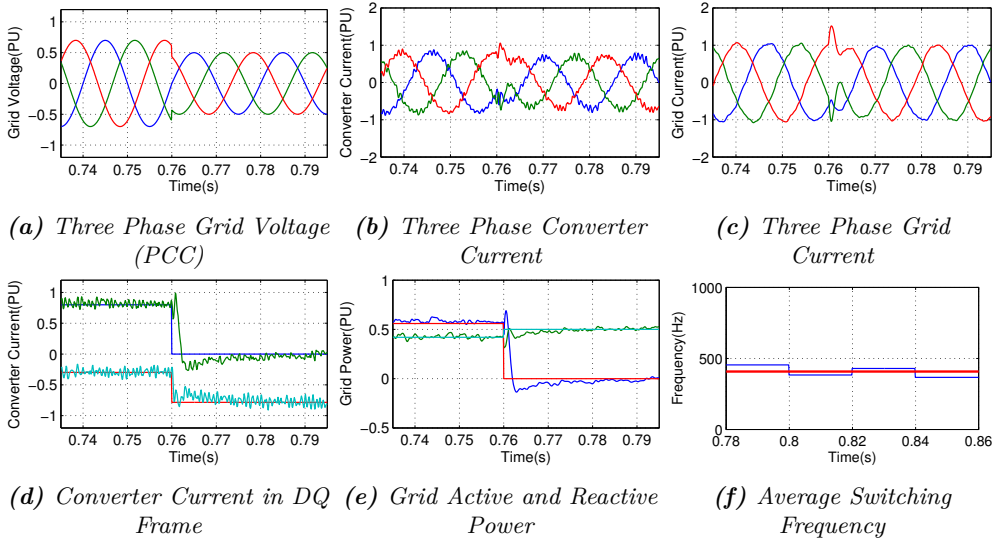 1
0.5
0
−0.5
−1
Grid Voltage(PU)
0.74 0.75 0.76 0.77 0.78 0.79
Time(s)
(a) Three Phase Grid Voltage
(PCC)
2
1
0
−1
−2
Converter Current(PU)
0.74 0.75 0.76 0.77 0.78 0.79
Time(s)
(b) Three Phase Converter
Current
2
1
0
−1
−2
Grid Current(PU)
0.74 0.75 0.76 0.77 0.78 0.79
Time(s)
(c) Three Phase Grid
Current
1
0.5
0
−0.5
−1
Converter Current(PU)
0.74 0.75 0.76 0.77 0.78 0.79
Time(s)
(d) Converter Current in DQ
Frame
1
0.5
0
−0.5
Grid Power(PU)
0.74 0.75 0.76 0.77 0.78 0.79
Time(s)
(e) Grid Active and Reactive
Power
1000
500
0
Frequency(Hz)
0.78 0.8 0.82 0.84 0.86
Time(s)
(f) Average Switching
Frequency